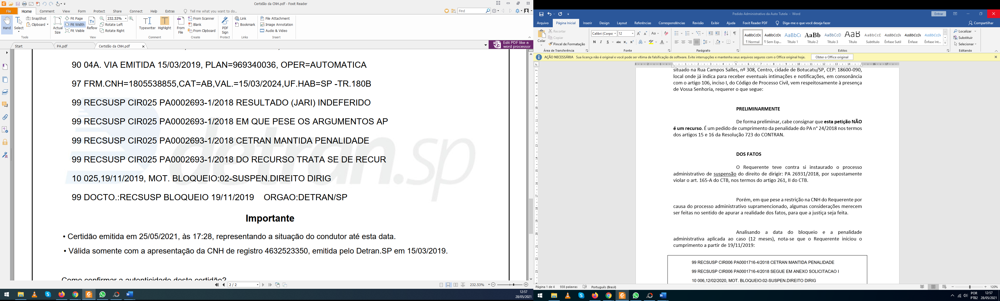 Certidão da CNH.pdf - Foxit Reader
File Home Comment View Form Protect Share Connect Help Extras Tell me what you want to do.. Find
Hand Select SnapShot Clipboard Actual Size Fit Page Fit Width Fit Visible Reflow 232.53% Rotate Left Rotate Right Typewriter Highlight From File From Scanner Blank From Clipboard PDF Sign Link Bookmark File Attachment Image Annotation Audio & Video
Tools View Comment Create Protect Links Insert
Start PA.pdf Certidão da CNH.pdf Edit PDF like a word processor
90 04A. VIA EMITIDA 15/03/2019, PLAN=969340036, OPER=AUTOMATICA
97 FRM.CNH=1805538855,CAT=AB,VAL.=15/03/2024,UF.HAB=SP -TR.180B
99 RECSUSP CIR025 PA0002693-1/2018 RESULTADO (JARI) INDEFERIDO
99 RECSUSP CIR025 PA0002693-1/2018 EM QUE PESE OS ARGUMENTOS AP
99 RECSUSP CIR025 PA0002693-1/2018 CETRAN MANTIDA PENALIDADE
99 RECSUSP CIR025 PA0002693-1/2018 DO RECURSO TRATA SE DE RECUR
10 025,19/11/2019, MOT. BLOQUEIO:02-SUSPEN.DIREITO DIRIG
99 DOCTO.:RECSUSP BLOQUEIO 19/11/2019 ORGAO:DETRAN/SP
detran.sp
Importante
• Certidão emitida em 25/05/2021, às 17:28, representando a situação do condutor até esta data.
• Válida somente com a apresentação da CNH de registro 4632523350, emitida pelo Detran.SP em 15/03/2019.
Como confirmar a autenticidade desta certidão?
2 / 2 232.53%
12:57
28/05/2021
Pedido Administrativo da Auto Tutela - Word Entrar
Arquivo Página Inicial Inserir Design Layout Referências Correspondências Revisão Exibir Ajuda Foxit Reader PDF Diga-me o que você deseja fazer Compartilhar
Colar Recortar Copiar Pincel de Formatação Calibri (Corpo 12
N I S abc
AaBbCcDc AaBbCcDc AaBbCc AaBb AaBbCcD AaB AaBbCcD AaBbCcDc AaBbCcDc AaBbCcDc
¶ Normal ¶ Sem Esp... Título 1 Título 2 Título 3 Título Subtítulo Ênfase Sutil Ênfase Ênfase Int...
Localizar
Substituir
Selecionar
Área de Transferência Fonte Parágrafo Estilos Editando
AÇÃO NECESSÁRIA Sua licença não é original e você pode ser vítima de falsificação de software. Evite interrupções e mantenha seus arquivos seguros com o Office original hoje. Obter o Office original
situado na Rua Campos Salles, nº 308, Centro, cidade de Botucatu/SP, CEP: 18600-090,
local onde já indica para receber eventuais intimações e notificações, em consonância
com o artigo 106, inciso I, do Código de Processo Civil, vem respeitosamente à presença
de Vossa Senhoria, requerer o que segue:
PRELIMINARMENTE
De forma preliminar, cabe consignar que esta petição NÃO
é um recurso. É um pedido de cumprimento da penalidade do PA n° 24/2018 nos termos
dos artigos 15 e 16 da Resolução 723 do CONTRAN.
DOS FATOS
O Requerente teve contra si instaurado o processo
administrativo de suspensão do direito de dirigir: PA 26931/2018, por supostamente
violar o art. 165-A do CTB, nos termos do artigo 261, II do CTB.
Porém, em que pese a restrição na CNH do Requerente por
causa do processo administrativo supramencionado, algumas considerações merecem
ser feitas no sentido de apurar a realidade dos fatos, para que a justiça seja feita.
Analisando a data do bloqueio e a penalidade
administrativa aplicada ao caso (12 meses), nota-se que o Requerente iniciou o
cumprimento a partir de 19/11/2019:
99 RECSUSP CIR006 PA0001716-4/2018 CETRAN MANTIDA PENALIDADE
99 RECSUSP CIR006 PA0001716-4/2018 SEGUE EM ANEXO SOLICITACAO I
10 006,12/02/2020, MOT. BLOQUEIO:02-SUSPEN.DIREITO DIRIG
Página 1 de 4 938 palavras Português (Brasil) 120%
POR 12:57
PTB2 28/05/2021